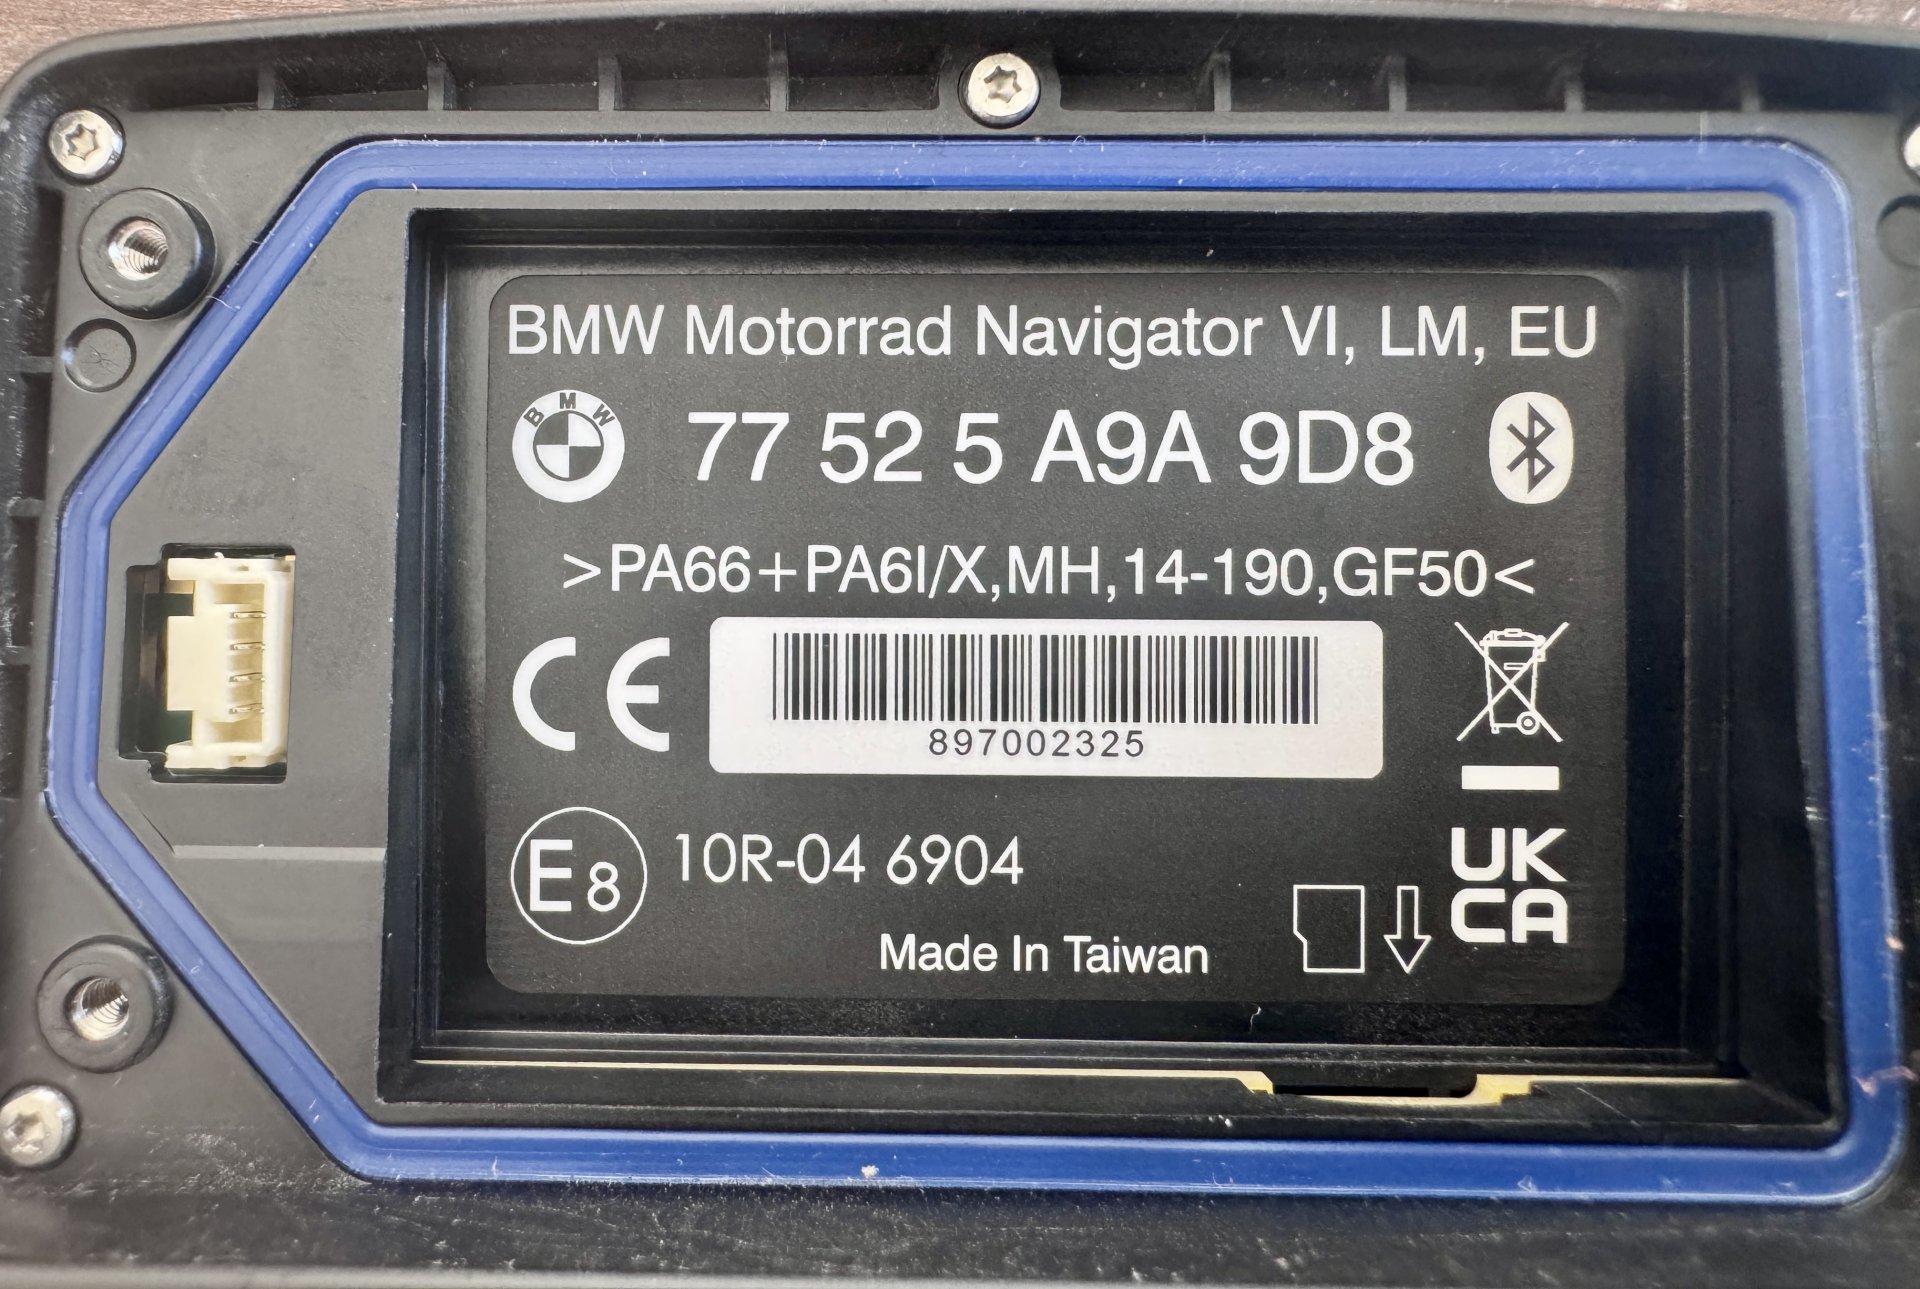 BMW Motorrad Navigator VI, LM, EU
BMW
77 52 5 A9A 9D8
>PA66+PA6I/X,MH,14-190,GF50<
CE
897002325
E8
10R-04 6904
UK
CA
Made In Taiwan